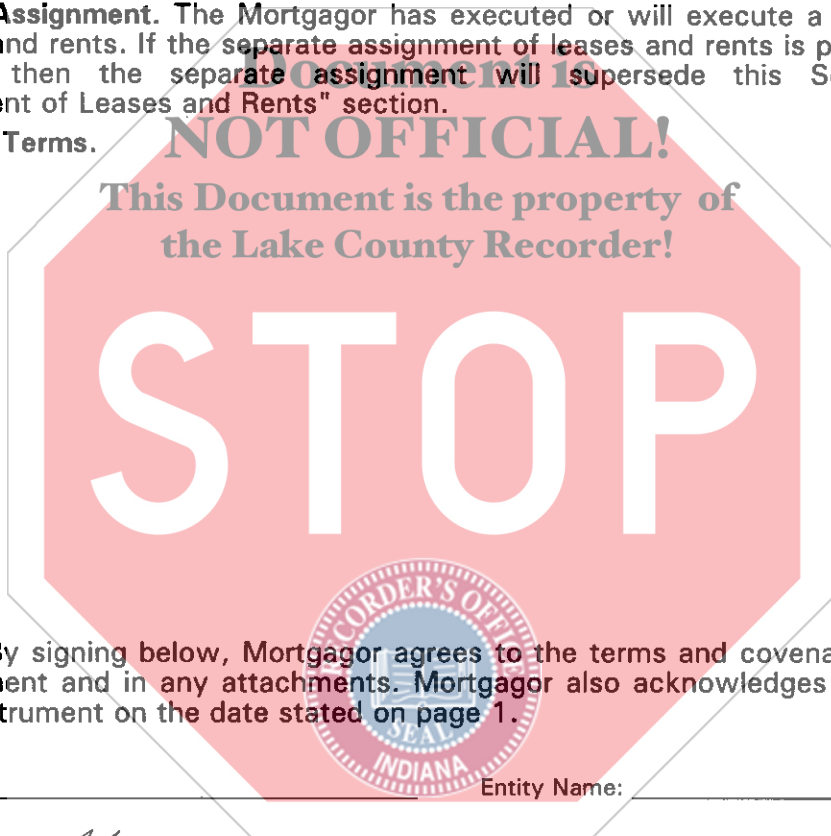 Assignment. The Mortgagor has executed or will execute a
and rents. If the separate assignment of leases and rents is p
then the separate assignment will supersede this S
ent of Leases and Rents" section.
Terms.
Document is
NOT OFFICIAL!
This Document is the property of
the Lake County Recorder!
STOP
RECORDER'S OFFICE
SEAL
INDIANA
By signing below, Mortgagor agrees to the terms and covena
ent and in any attachments. Mortgagor also acknowledges
trument on the date stated on page 1.
Entity Name: